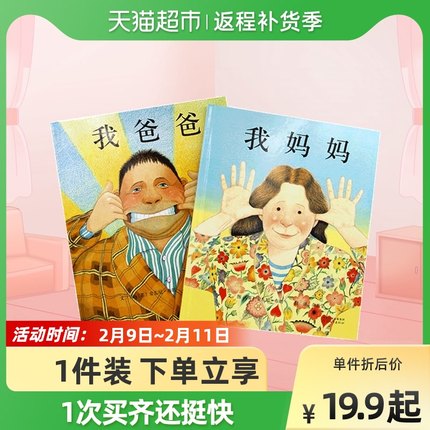 天猫超市 返程补货季
我爸爸
我妈妈
活动时间： 2月9日~2月11日
1件装 下单立享
1次买齐还挺快
单件折后价
¥19.9起